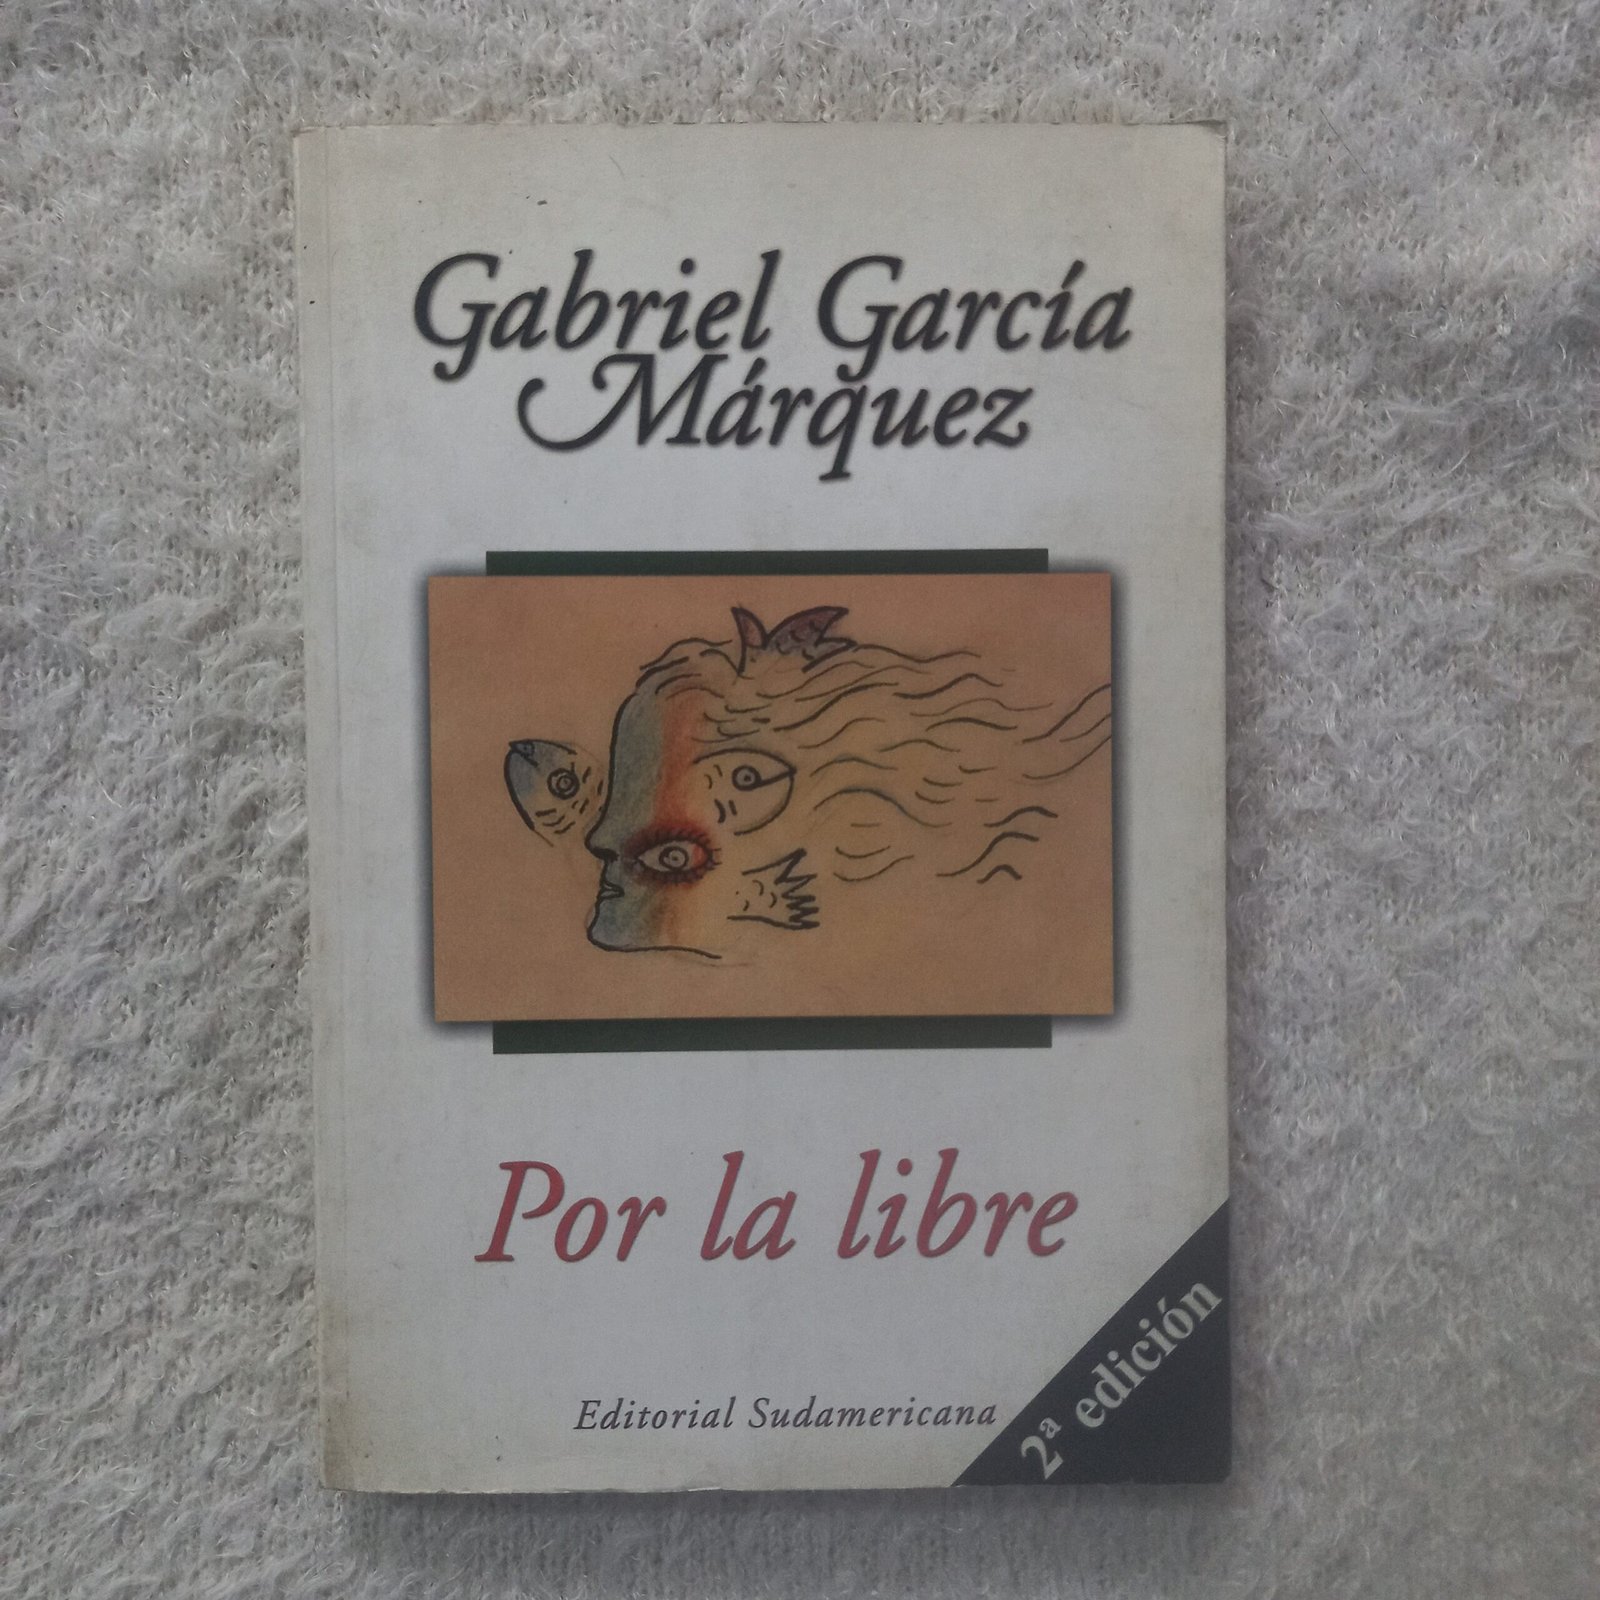 Gabriel García
Márquez
Por la libre
Editorial Sudamericana
2ª edición